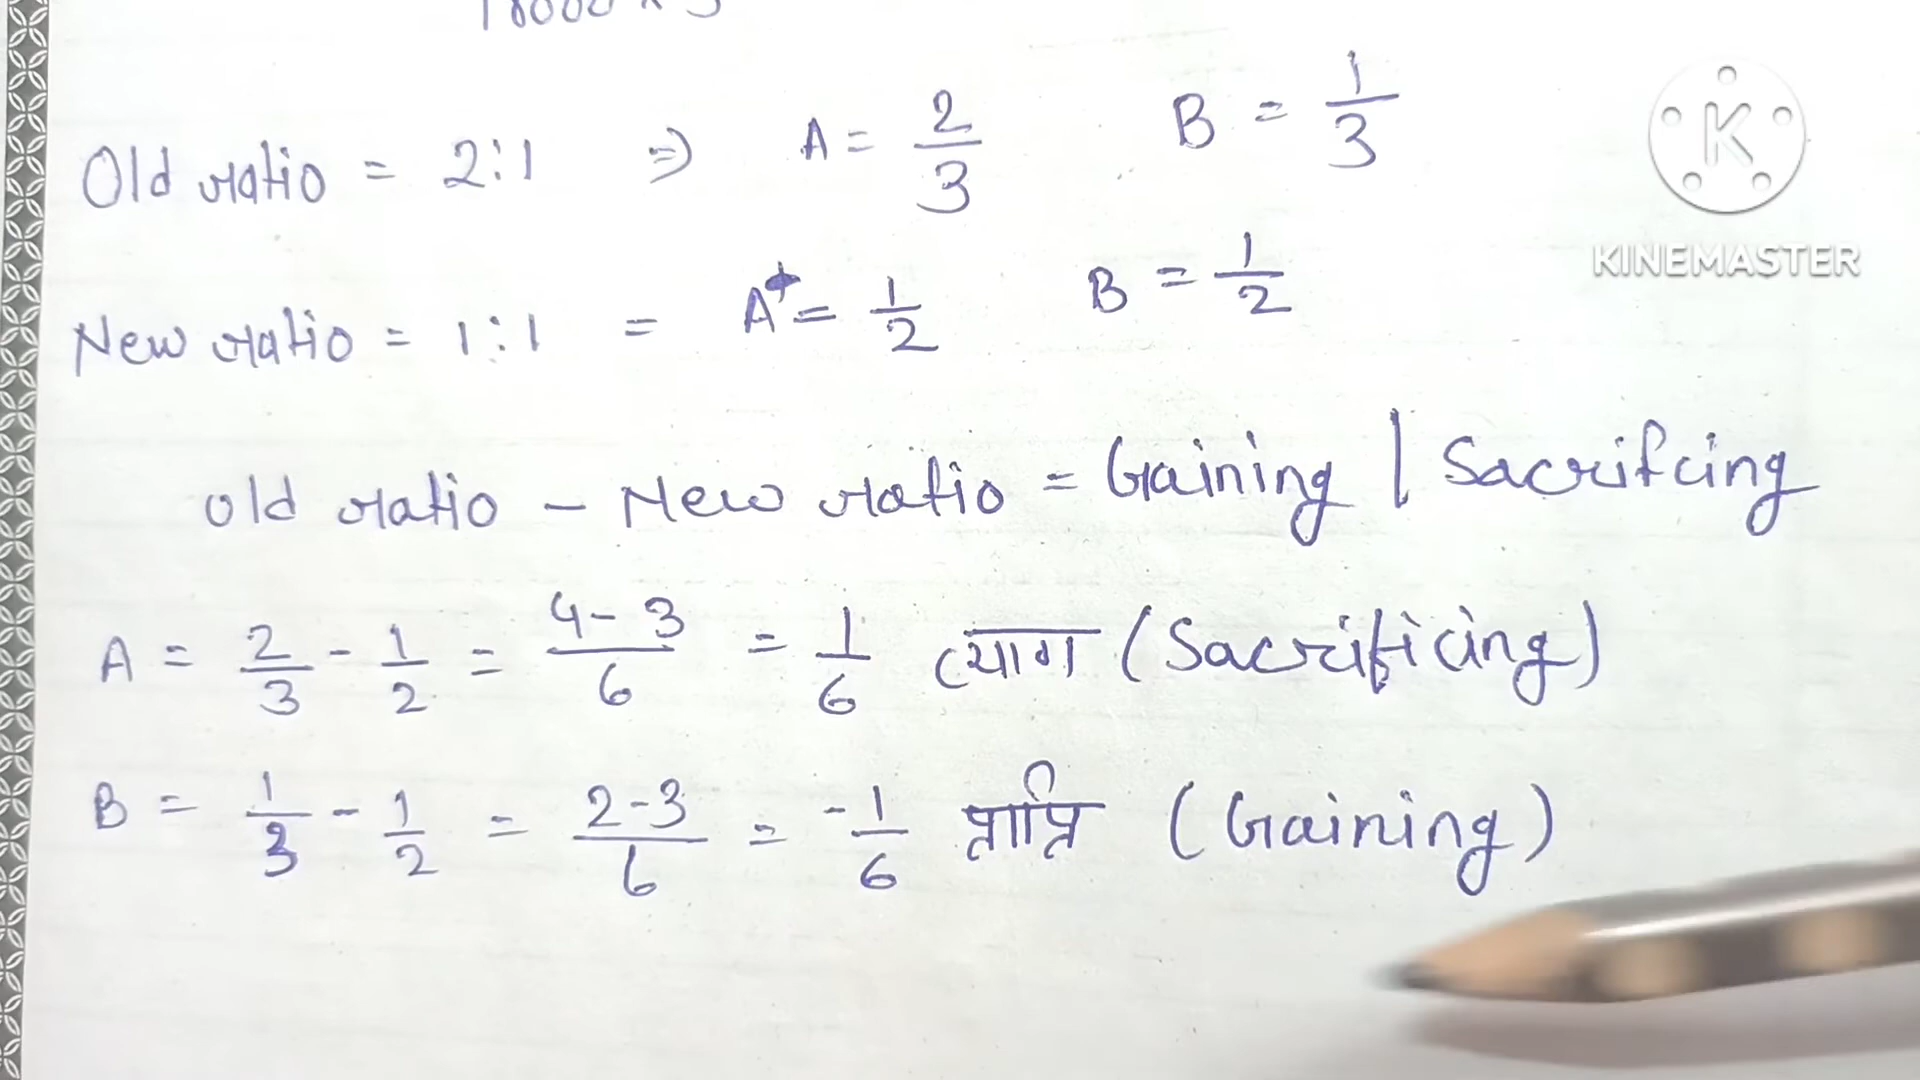 Old ratio = 2:1 ⇒ A = 2/3 B = 1/3
New ratio = 1:1 = A = 1/2 B = 1/2
KINEMASTER
Old ratio - New ratio = Gaining | Sacrifcing
A = 2/3 - 1/2 = 4-3/6 = 1/6 त्याग (Sacrificing)
B = 1/3 - 1/2 = 2-3/6 = -1/6 प्राप्ति (Gaining)